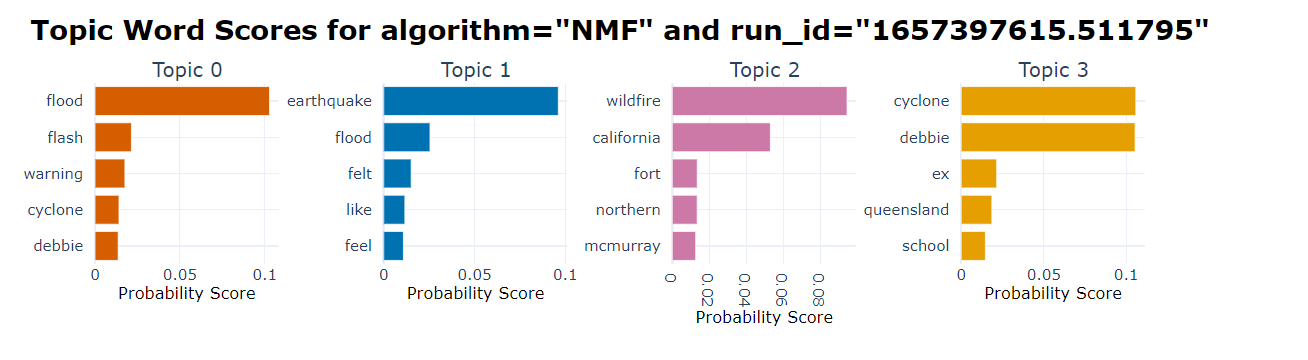 Topic Word Scores for algorithm="NMF" and run_id="1657397615.511795"
Topic 0
flood
flash
warning
cyclone
debbie
0 0.05 0.1
Probability Score
Topic 1
earthquake
flood
felt
like
feel
0 0.05 0.1
Probability Score
Topic 2
wildfire
california
fort
northern
mcmurray
0 0.02 0.04 0.06 0.08
Probability Score
Topic 3
cyclone
debbie
ex
queensland
school
0 0.05 0.1
Probability Score